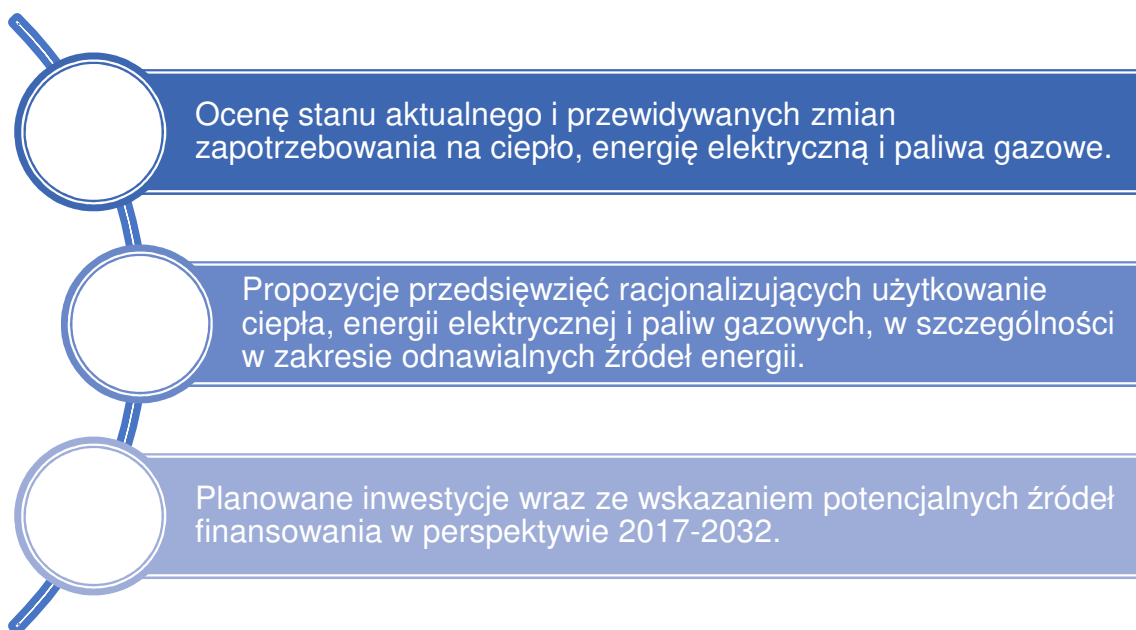 Ocenę stanu aktualnego i przewidywanych zmian
zapotrzebowania na ciepło, energię elektryczną i paliwa gazowe.
Propozycje przedsięwzięć racjonalizujących użytkowanie
ciepła, energii elektrycznej i paliw gazowych, w szczególności
w zakresie odnawialnych źródeł energii.
Planowane inwestycje wraz ze wskazaniem potencjalnych źródeł
finansowania w perspektywie 2017-2032.